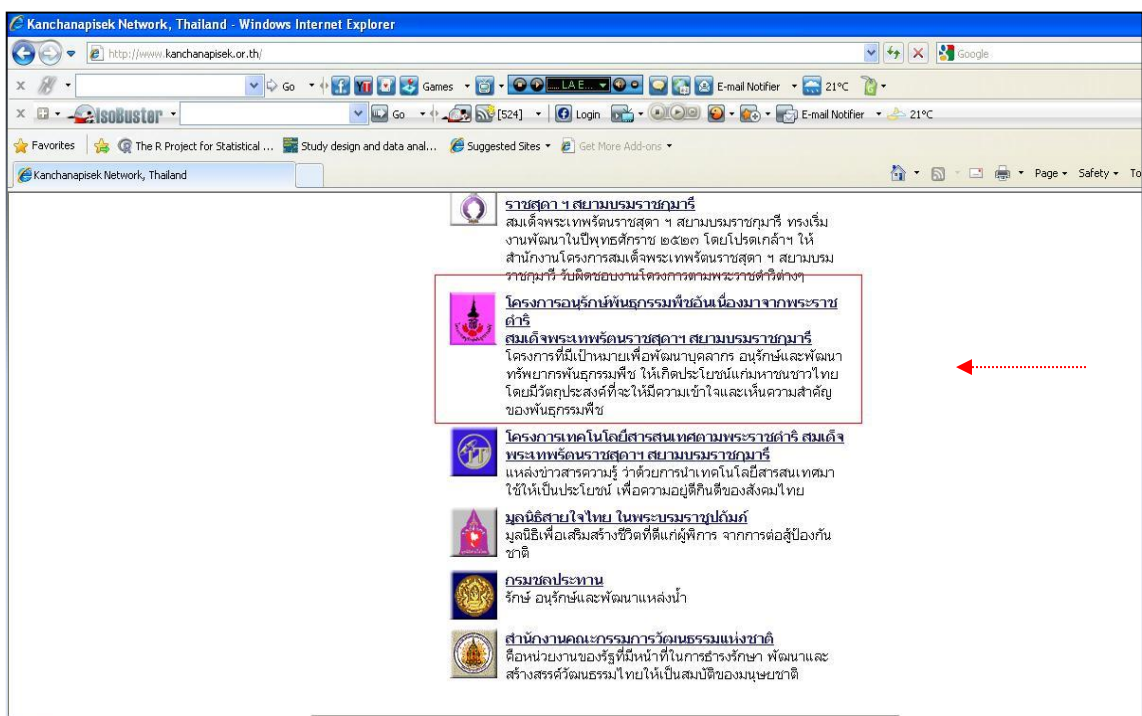 Kanchanapisek Network, Thailand - Windows Internet Explorer
http://www.kanchanapisek.or.th/
Google
Go
Games
LA E...
E-mail Notifier
21°C
IsoBuster
Go
[524]
Login
E-mail Notifier
21°C
Favorites
The R Project for Statistical ...
Study design and data anal...
Suggested Sites
Get More Add-ons
Kanchanapisek Network, Thailand
Page
Safety
To
ราชสุดา ฯ สยามบรมราชกุมารี
สมเด็จพระเทพรัตนราชสุดา ฯ สยามบรมราชกุมารี ทรงเริ่ม
งานพัฒนาในปีพุทธศักราช ๒๕๒๓ โดยโปรดเกล้าฯ ให้
สำนักงานโครงการสมเด็จพระเทพรัตนราชสุดา ฯ สยามบรม
ราชกุมารี รับผิดชอบงานโครงการตามพระราชดำริต่างๆ
โครงการอนุรักษ์พันธุกรรมพืชอันเนื่องมาจากพระราช
ดำริ
สมเด็จพระเทพรัตนราชสุดาฯ สยามบรมราชกุมารี
โครงการที่มีเป้าหมายเพื่อพัฒนาบุคลากร อนุรักษ์และพัฒนา
ทรัพยากรพันธุกรรมพืช ให้เกิดประโยชน์แก่มหาชนชาวไทย
โดยมีวัตถุประสงค์ที่จะให้มีความเข้าใจและเห็นความสำคัญ
ของพันธุกรรมพืช
โครงการเทคโนโลยีสารสนเทศตามพระราชดำริ สมเด็จ
พระเทพรัตนราชสุดาฯ สยามบรมราชกุมารี
แหล่งข่าวสารความรู้ ว่าด้วยการนำเทคโนโลยีสารสนเทศมา
ใช้ให้เป็นประโยชน์ เพื่อความอยู่ดีกินดีของสังคมไทย
มูลนิธิสายใจไทย ในพระบรมราชูปถัมภ์
มูลนิธิเพื่อเสริมสร้างชีวิตที่ดีแก่ผู้พิการ จากการต่อสู้ป้องกัน
ชาติ
กรมชลประทาน
รักษ์ อนุรักษ์และพัฒนาแหล่งน้ำ
สำนักงานคณะกรรมการวัฒนธรรมแห่งชาติ
คือหน่วยงานของรัฐที่มีหน้าที่ในการธำรงรักษา พัฒนาและ
สร้างสรรค์วัฒนธรรมไทยให้เป็นสมบัติของมนุษยชาติ